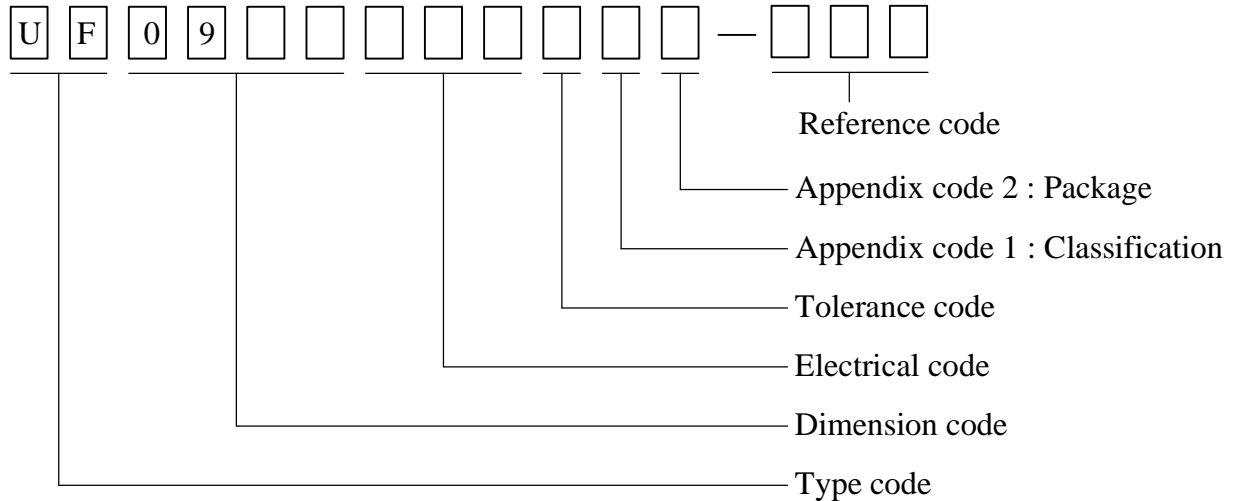 U F 0 9 —
Reference code
Appendix code 2 : Package
Appendix code 1 : Classification
Tolerance code
Electrical code
Dimension code
Type code